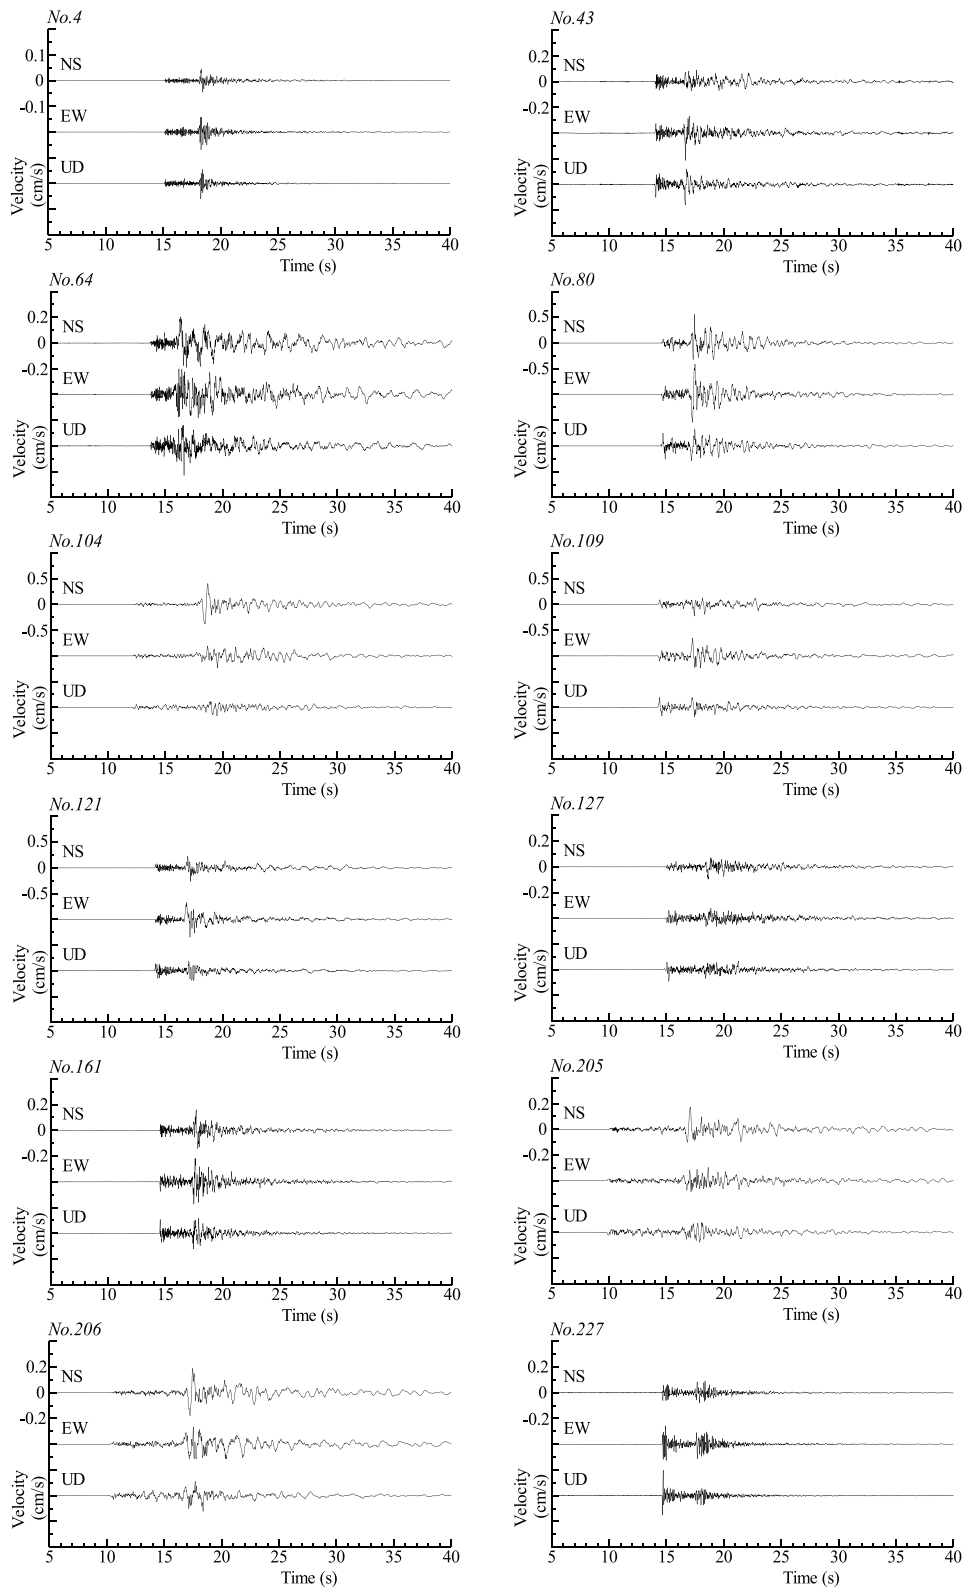 No.4
0.1
NS
0
-0.1
EW
UD
Velocity
(cm/s)
5 10 15 20 25 30 35 40
Time (s)
No.43
0.2
NS
0
-0.2
EW
UD
Velocity
(cm/s)
5 10 15 20 25 30 35 40
Time (s)
No.64
0.2
NS
0
-0.2
EW
UD
Velocity
(cm/s)
5 10 15 20 25 30 35 40
Time (s)
No.80
0.5
NS
0
-0.5
EW
UD
Velocity
(cm/s)
5 10 15 20 25 30 35 40
Time (s)
No.104
0.5
NS
0
-0.5
EW
UD
Velocity
(cm/s)
5 10 15 20 25 30 35 40
Time (s)
No.109
0.5
NS
0
-0.5
EW
UD
Velocity
(cm/s)
5 10 15 20 25 30 35 40
Time (s)
No.121
0.5
NS
0
-0.5
EW
UD
Velocity
(cm/s)
5 10 15 20 25 30 35 40
Time (s)
No.127
0.2
NS
0
-0.2
EW
UD
Velocity
(cm/s)
5 10 15 20 25 30 35 40
Time (s)
No.161
0.2
NS
0
-0.2
EW
UD
Velocity
(cm/s)
5 10 15 20 25 30 35 40
Time (s)
No.205
0.2
NS
0
-0.2
EW
UD
Velocity
(cm/s)
5 10 15 20 25 30 35 40
Time (s)
No.206
0.2
NS
0
-0.2
EW
UD
Velocity
(cm/s)
5 10 15 20 25 30 35 40
Time (s)
No.227
0.2
NS
0
-0.2
EW
UD
Velocity
(cm/s)
5 10 15 20 25 30 35 40
Time (s)